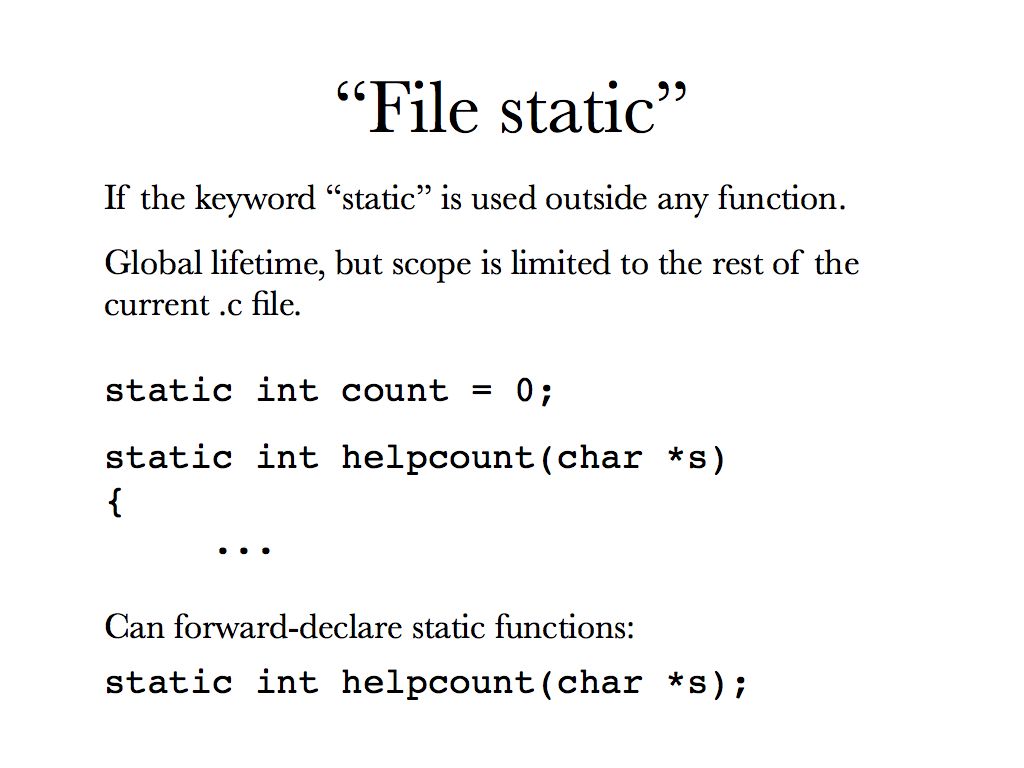 “File static”
If the keyword “static” is used outside any function.
Global lifetime, but scope is limited to the rest of the
current .c file.
static int count = 0;
static int helpcount(char *s)
{
...
Can forward-declare static functions:
static int helpcount(char *s);